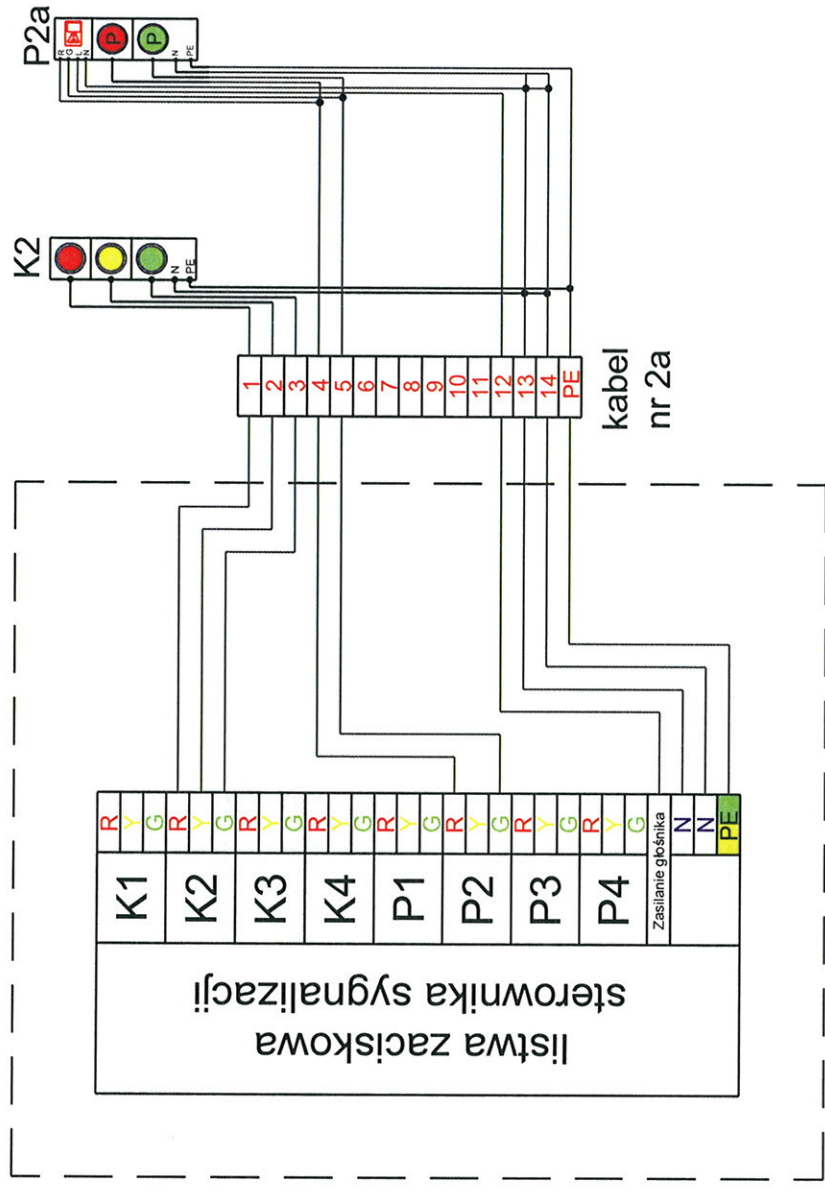 P2a
R
G
L
N
P
P
N
PE
K2
N
PE
1
2
3
4
5
6
7
8
9
10
11
12
13
14
PE
kabel
nr 2a
R
Y
G
R
Y
G
R
Y
G
R
Y
G
R
Y
G
R
Y
G
R
Y
G
R
Y
G
Zasilanie głośnika
N
N
PE
K1
K2
K3
K4
P1
P2
P3
P4
listwa zaciskowa
sterownika sygnalizacji